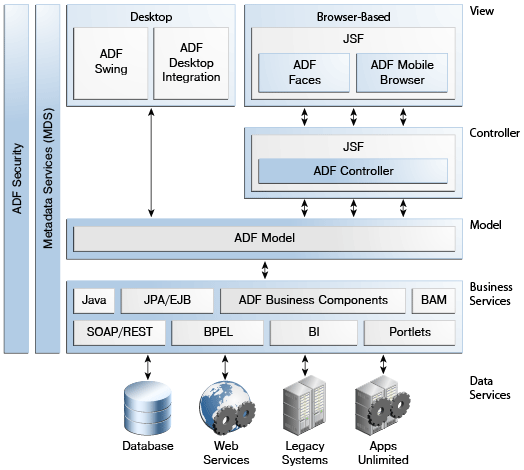 Desktop
Browser-Based
View
ADF
Swing
ADF
Desktop
Integration
JSF
ADF
Faces
ADF Mobile
Browser
Controller
JSF
ADF Controller
ADF Security
Metadata Services (MDS)
Model
ADF Model
Business
Services
Java
JPA/EJB
ADF Business Components
BAM
SOAP/REST
BPEL
BI
Portlets
Data
Services
Database
Web
Services
Legacy
Systems
Apps
Unlimited